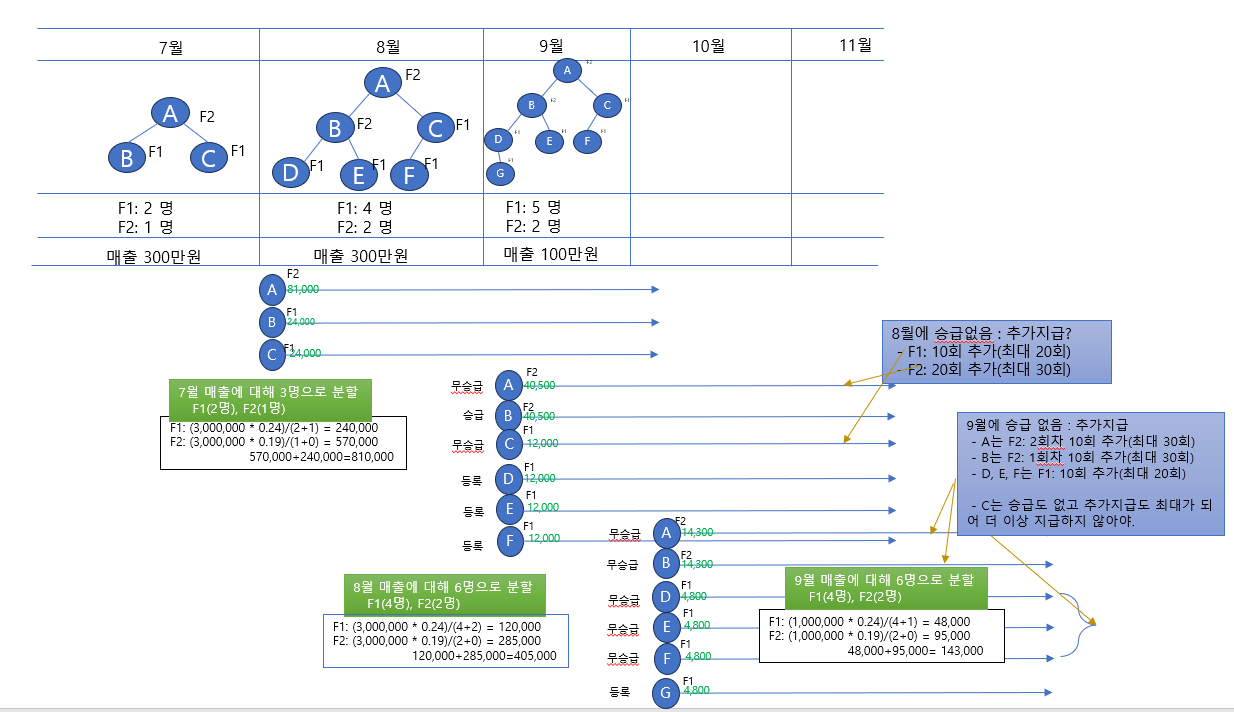 7월
8월
9월
10월
11월
A
F2
B
F1
C
F1
A
F2
B
F2
C
F1
D
F1
E
F1
F
F1
A
F2
B
F2
C
F1
D
F1
E
F1
F
F1
G
F1
F1: 2 명
F2: 1 명
F1: 4 명
F2: 2 명
F1: 5 명
F2: 2 명
매출 300만원
매출 300만원
매출 100만원
F2
A
81,000
F1
B
24,000
F1
C
24,000
8월에 승급없음 : 추가지급?
- F1: 10회 추가(최대 20회)
- F2: 20회 추가(최대 30회)
7월 매출에 대해 3명으로 분할
F1(2명), F2(1명)
F1: (3,000,000 * 0.24)/(2+1) = 240,000
F2: (3,000,000 * 0.19)/(1+0) = 570,000
570,000+240,000=810,000
F2
무승급
A
40,500
F2
승급
B
40,500
F1
무승급
C
12,000
F1
등록
D
12,000
F1
등록
E
12,000
F1
등록
F
12,000
9월에 승급 없음 : 추가지급
- A는 F2: 2회차 10회 추가(최대 30회)
- B는 F2: 1회차 10회 추가(최대 30회)
- D, E, F는 F1: 10회 추가(최대 20회)
- C는 승급도 없고 추가지급도 최대가 되
어 더 이상 지급하지 않아야.
F2
무승급
A
14,300
F2
무승급
B
14,300
F1
무승급
D
4,800
F1
무승급
E
4,800
F1
무승급
F
4,800
F1
등록
G
4,800
8월 매출에 대해 6명으로 분할
F1(4명), F2(2명)
F1: (3,000,000 * 0.24)/(4+2) = 120,000
F2: (3,000,000 * 0.19)/(2+0) = 285,000
120,000+285,000=405,000
9월 매출에 대해 6명으로 분할
F1(4명), F2(2명)
F1: (1,000,000 * 0.24)/(4+1) = 48,000
F2: (1,000,000 * 0.19)/(2+0) = 95,000
48,000+95,000= 143,000